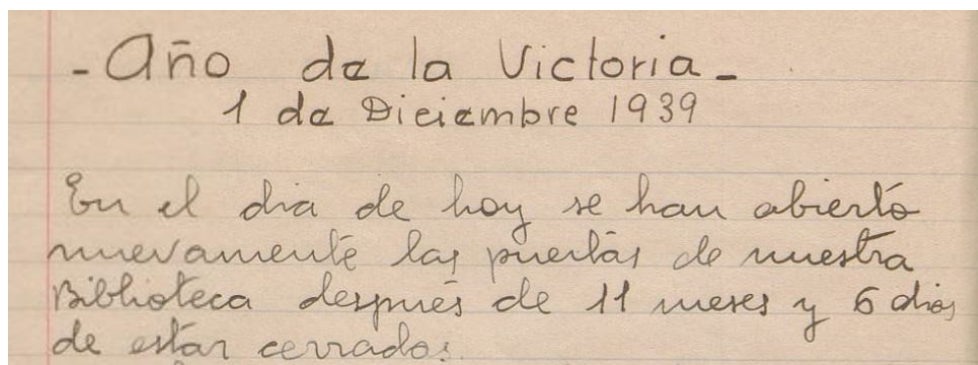 - Año de la Victoria -
1 de Diciembre 1939
En el dia de hoy se han abierto
nuevamente las puertas de nuestra
Biblioteca después de 11 meses y 6 dias
de estar cerrados.